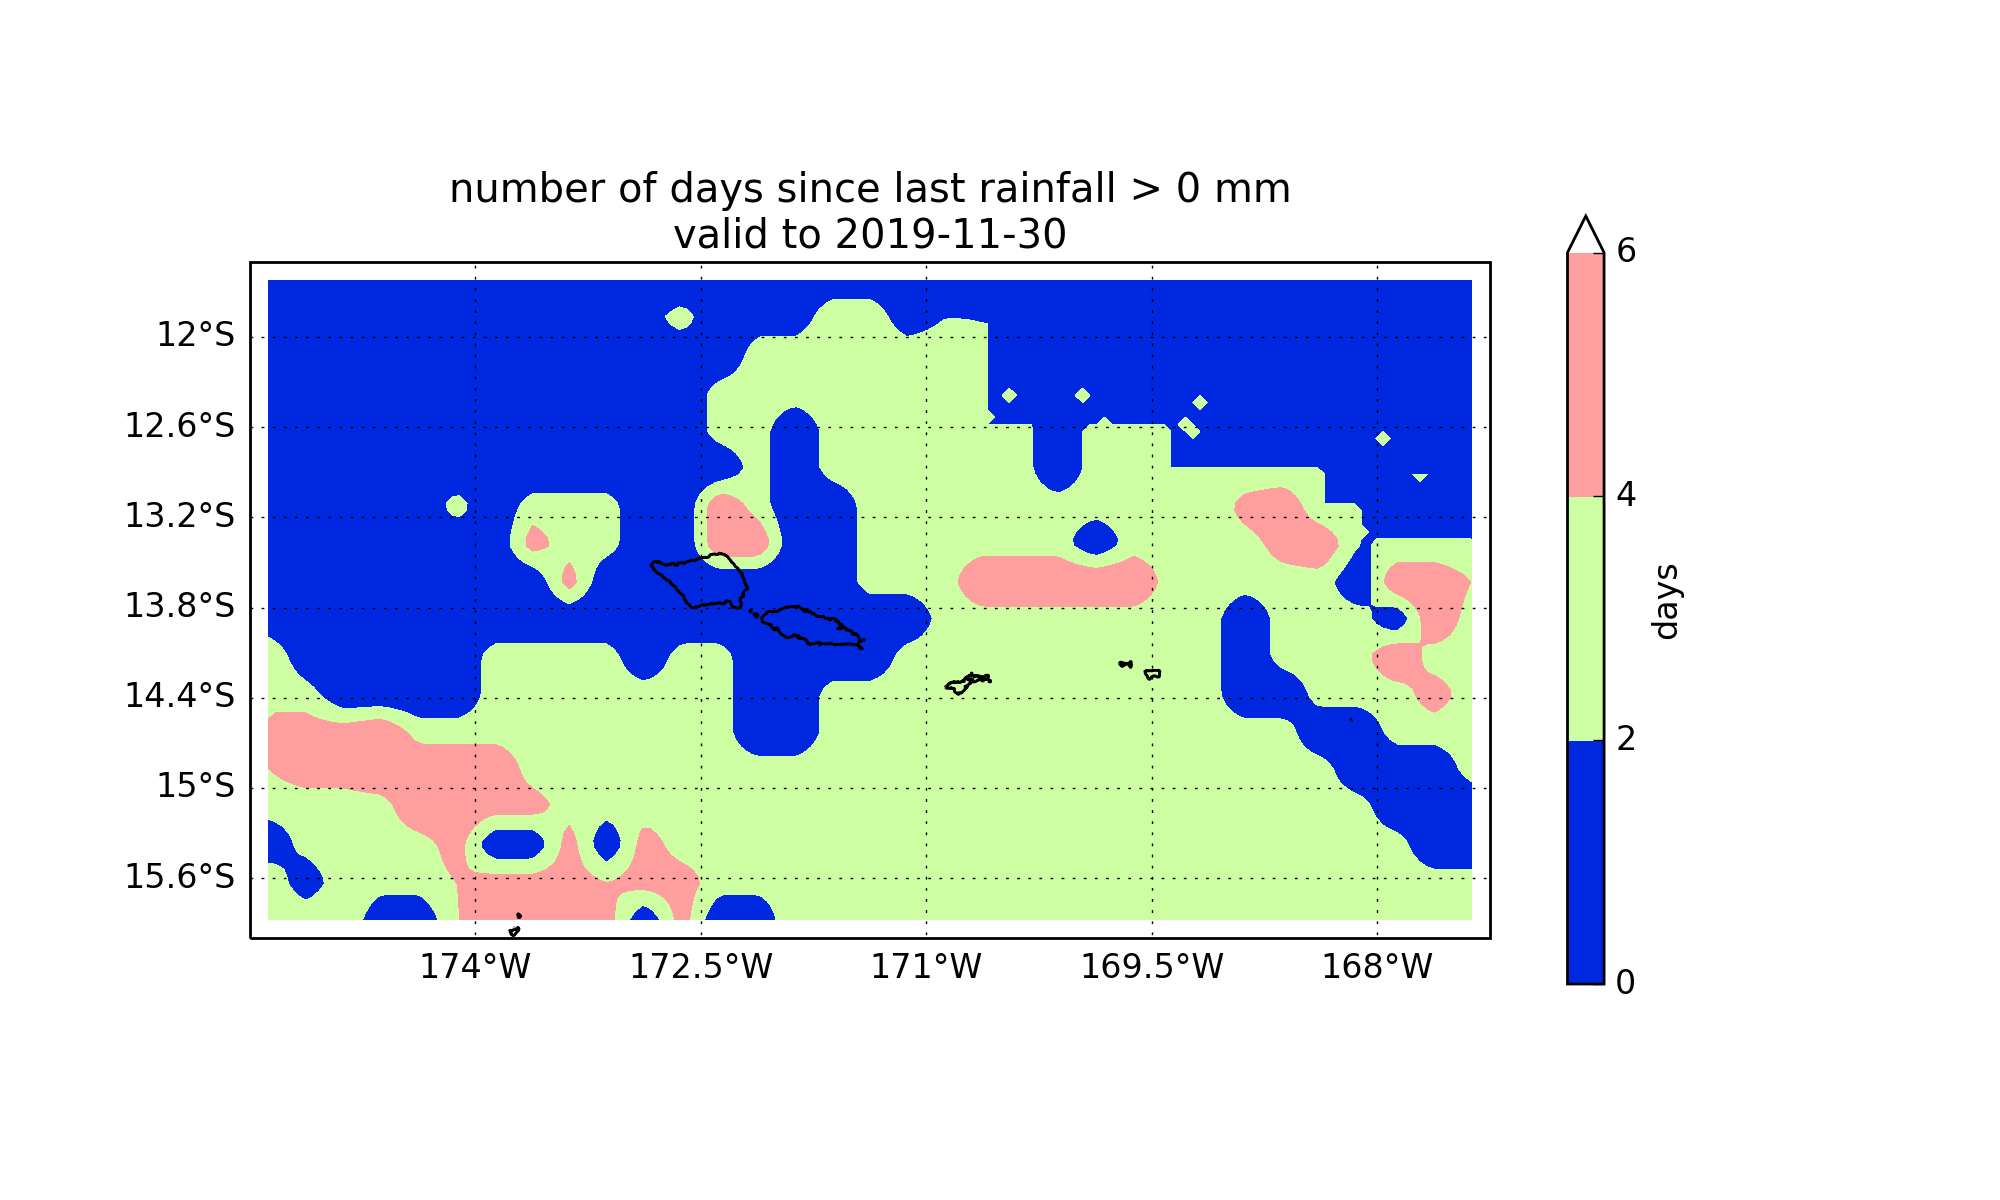 number of days since last rainfall > 0 mm
valid to 2019-11-30
12°S
12.6°S
13.2°S
13.8°S
14.4°S
15°S
15.6°S
174°W
172.5°W
171°W
169.5°W
168°W
6
4
2
0
days